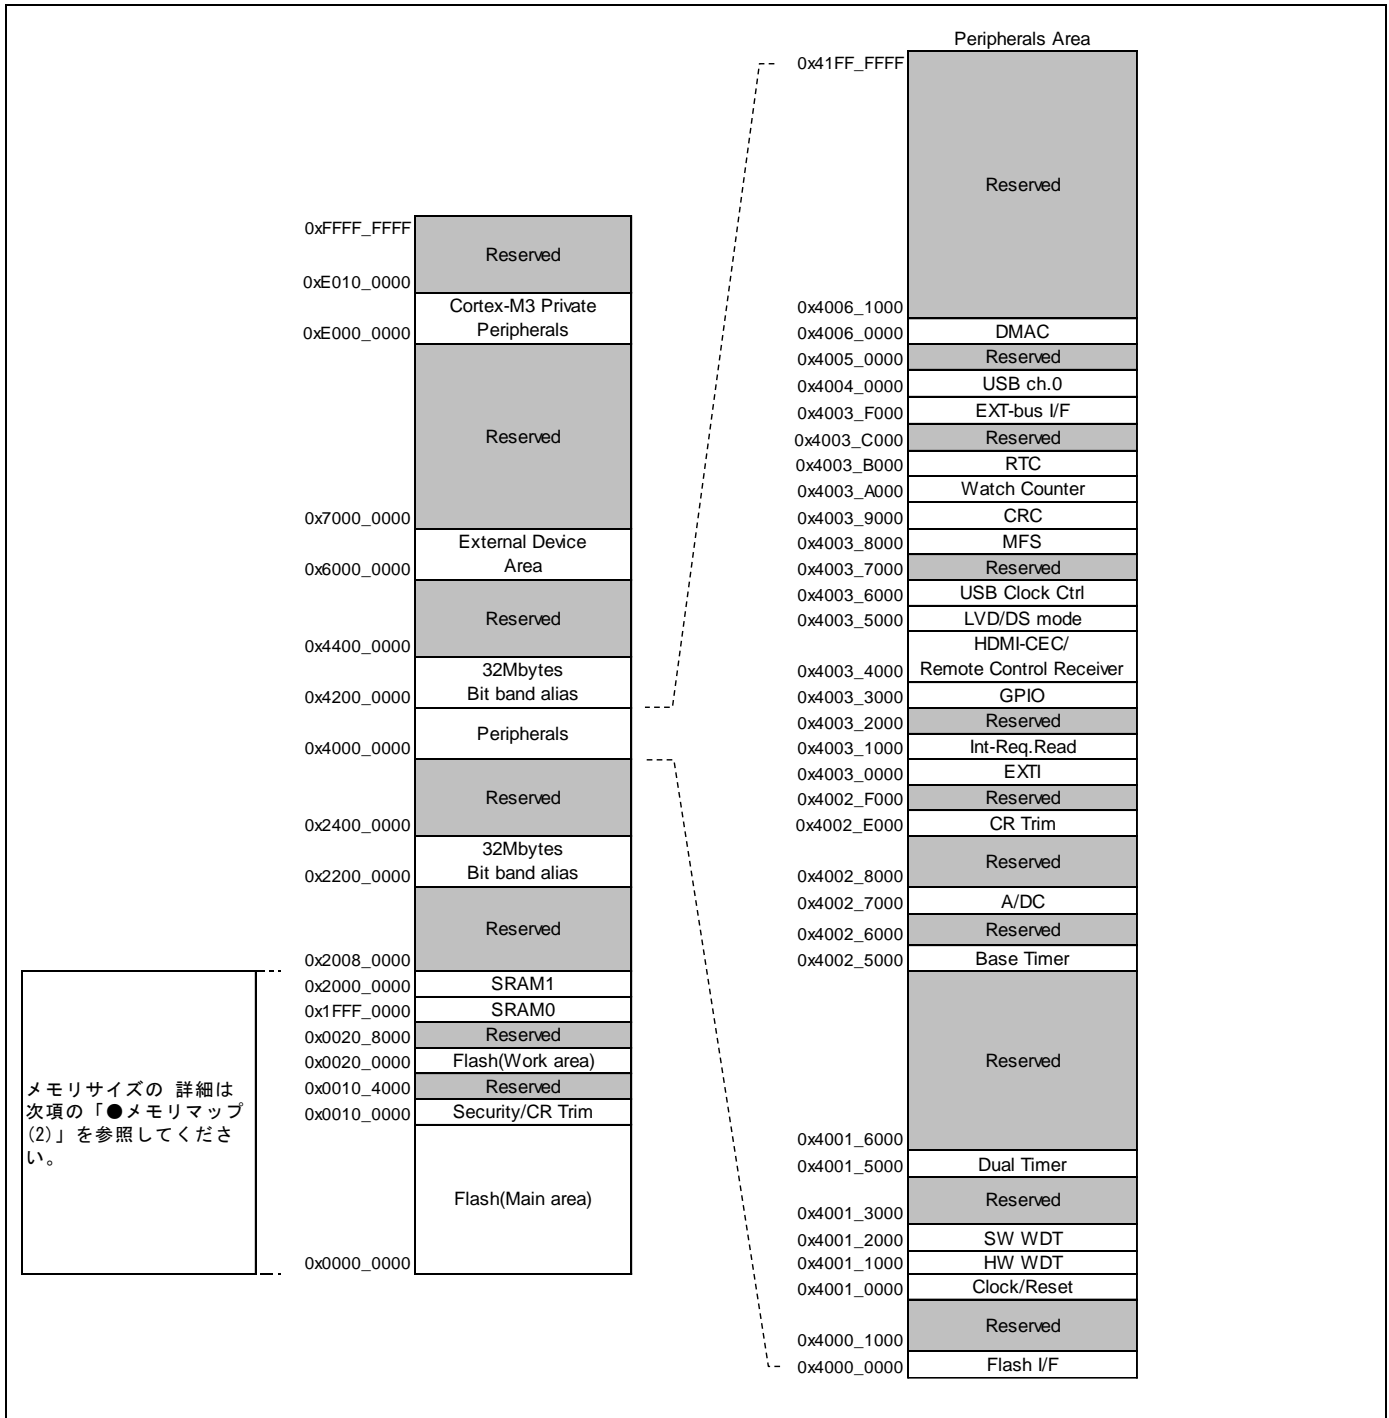 Peripherals Area
0x41FF_FFFF
Reserved
0x4006_1000
0x4006_0000 DMAC
0x4005_0000 Reserved
0x4004_0000 USB ch.0
0x4003_F000 EXT-bus I/F
0x4003_C000 Reserved
0x4003_B000 RTC
0x4003_A000 Watch Counter
0x4003_9000 CRC
0x4003_8000 MFS
0x4003_7000 Reserved
0x4003_6000 USB Clock Ctrl
0x4003_5000 LVD/DS mode
HDMI-CEC/
0x4003_4000 Remote Control Receiver
0x4003_3000 GPIO
0x4003_2000 Reserved
0x4003_1000 Int-Req.Read
0x4003_0000 EXTI
0x4002_F000 Reserved
0x4002_E000 CR Trim
Reserved
0x4002_8000
0x4002_7000 A/DC
0x4002_6000 Reserved
0x4002_5000 Base Timer
Reserved
0x4001_6000
0x4001_5000 Dual Timer
Reserved
0x4001_3000
0x4001_2000 SW WDT
0x4001_1000 HW WDT
0x4001_0000 Clock/Reset
Reserved
0x4000_1000
0x4000_0000 Flash I/F
0xFFFF_FFFF
Reserved
0xE010_0000
Cortex-M3 Private
0xE000_0000 Peripherals
Reserved
0x7000_0000
External Device
0x6000_0000 Area
Reserved
0x4400_0000
32Mbytes
0x4200_0000 Bit band alias
Peripherals
0x4000_0000
Reserved
0x2400_0000
32Mbytes
0x2200_0000 Bit band alias
Reserved
0x2008_0000
0x2000_0000 SRAM1
0x1FFF_0000 SRAM0
0x0020_8000 Reserved
0x0020_0000 Flash(Work area)
0x0010_4000 Reserved
0x0010_0000 Security/CR Trim
Flash(Main area)
0x0000_0000
メモリサイズの 詳細は
次項の「●メモリマップ
(2)」を参照してくださ
い。